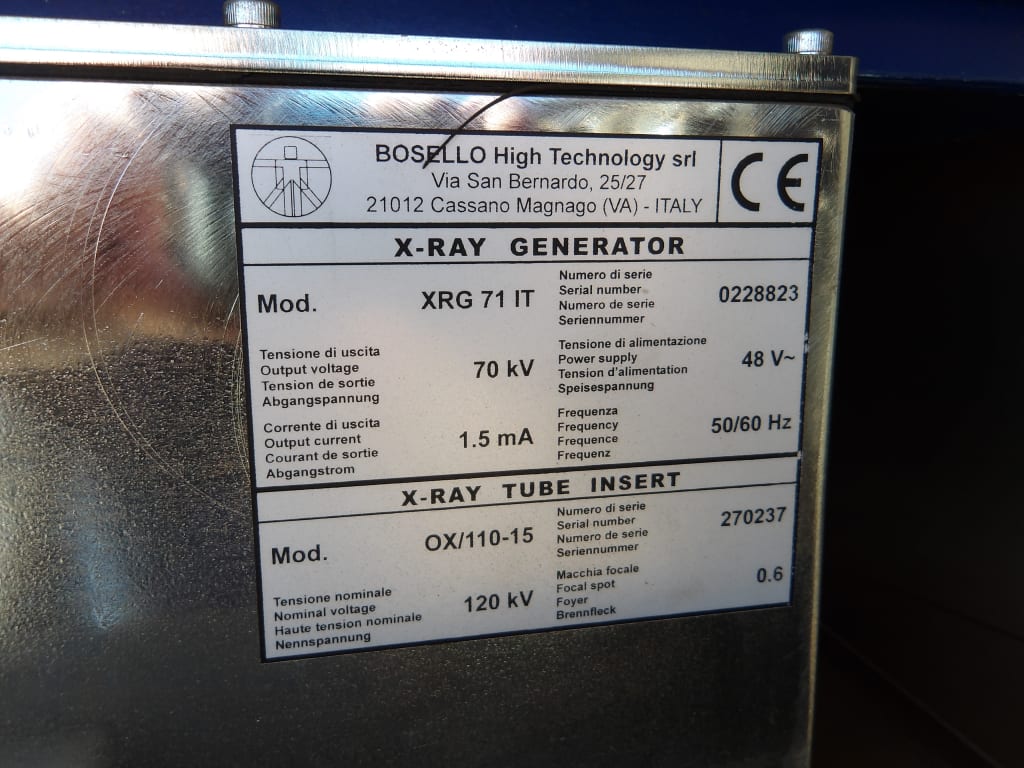 BOSELLO High Technology srl
Via San Bernardo, 25/27
21012 Cassano Magnago (VA) - ITALY
CE
X-RAY GENERATOR
Mod. XRG 71 IT
Numero di serie
Serial number
Numero de serie
Seriennummer
0228823
Tensione di uscita
Output voltage
Tension de sortie
Abgangspannung
70 kV
Tensione di alimentazione
Power supply
Tension d'alimentation
Speisespannung
48 V~
Corrente di uscita
Output current
Courant de sortie
Abgangstrom
1.5 mA
Frequenza
Frequency
Frequence
Frequenz
50/60 Hz
X-RAY TUBE INSERT
Mod. OX/110-15
Numero di serie
Serial number
Numero de serie
Seriennummer
270237
Tensione nominale
Nominal voltage
Haute tension nominale
Nennspannung
120 kV
Macchia focale
Focal spot
Foyer
Brennfleck
0.6